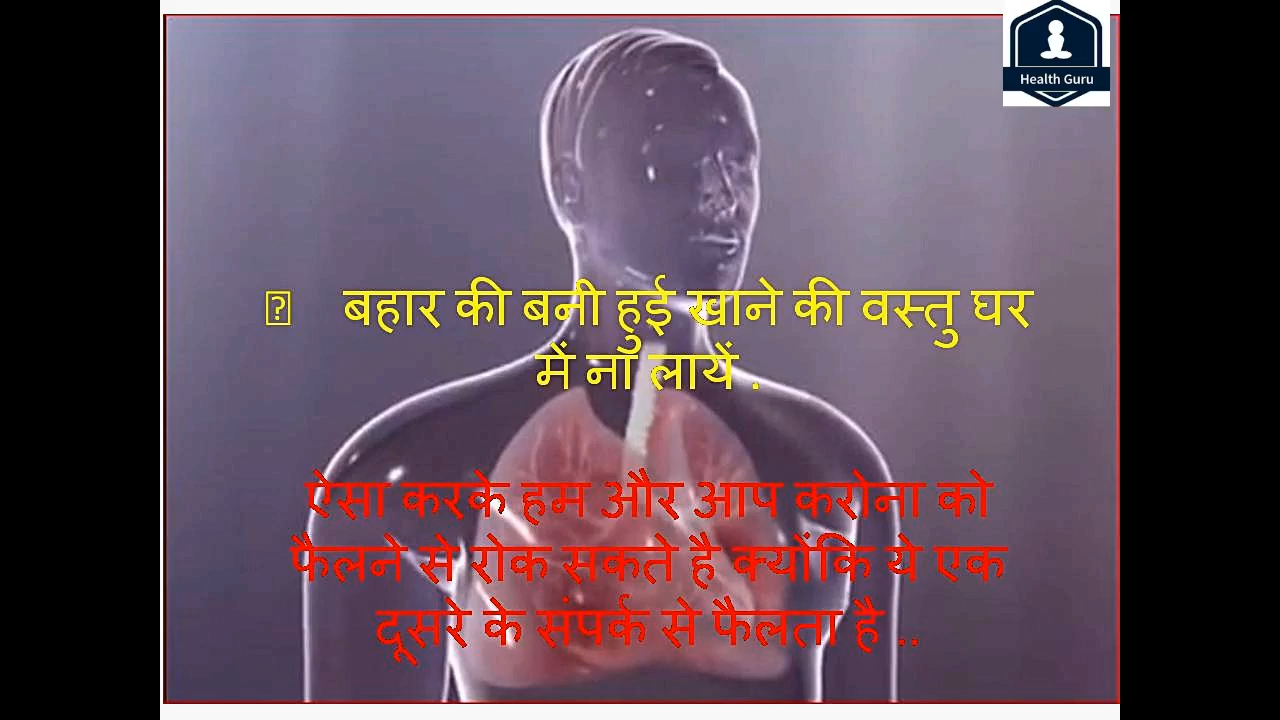 Health Guru
बहार की बनी हुई खाने की वस्तु घर
में ना लायें .
ऐसा करके हम और आप करोना को
फैलने से रोक सकते है क्योंकि ये एक
दूसरे के संपर्क से फैलता है ..